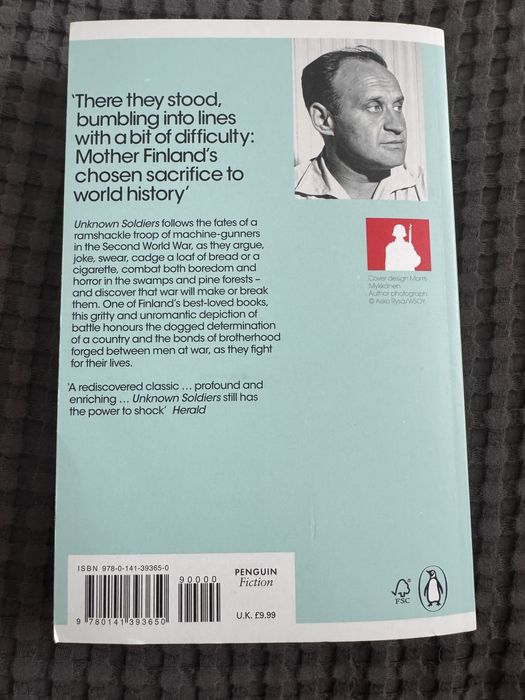 ‘There they stood,
bumbling into lines
with a bit of difficulty:
Mother Finland’s
chosen sacrifice to
world history’
Unknown Soldiers follows the fates of a
ramshackle troop of machine-gunners
in the Second World War, as they argue,
joke, swear, cadge a loaf of bread or a
cigarette, combat both boredom and
horror in the swamps and pine forests –
and discover that war will make or break
them. One of Finland’s best-loved books,
this gritty and unromantic depiction of
battle honours the dogged determination
of a country and the bonds of brotherhood
forged between men at war, as they fight
for their lives.
‘A rediscovered classic … profound and
enriching … Unknown Soldiers still has
the power to shock’ Herald
Cover design Martti
Mykkänen.
Author photograph
© Asko Rysä/WSOY.
ISBN 978-0-141-39365-0
90000
9 780141 393650
PENGUIN
Fiction
U.K. £9.99
FSC